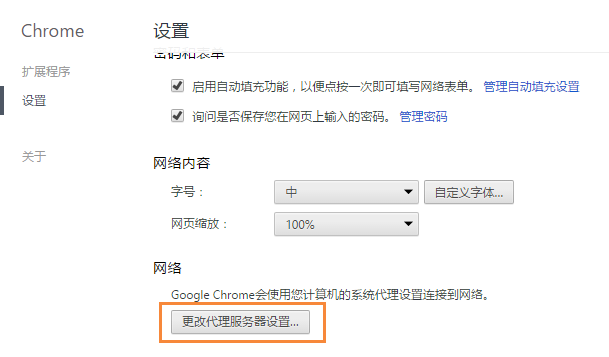 Chrome
设置
扩展程序
设置
关于
密码和表单
启用自动填充功能，以便点按一次即可填写网络表单。 管理自动填充设置
询问是否保存您在网页上输入的密码。 管理密码
网络内容
字号： 中 自定义字体...
网页缩放： 100%
网络
Google Chrome会使用您计算机的系统代理设置连接到网络。
更改代理服务器设置...